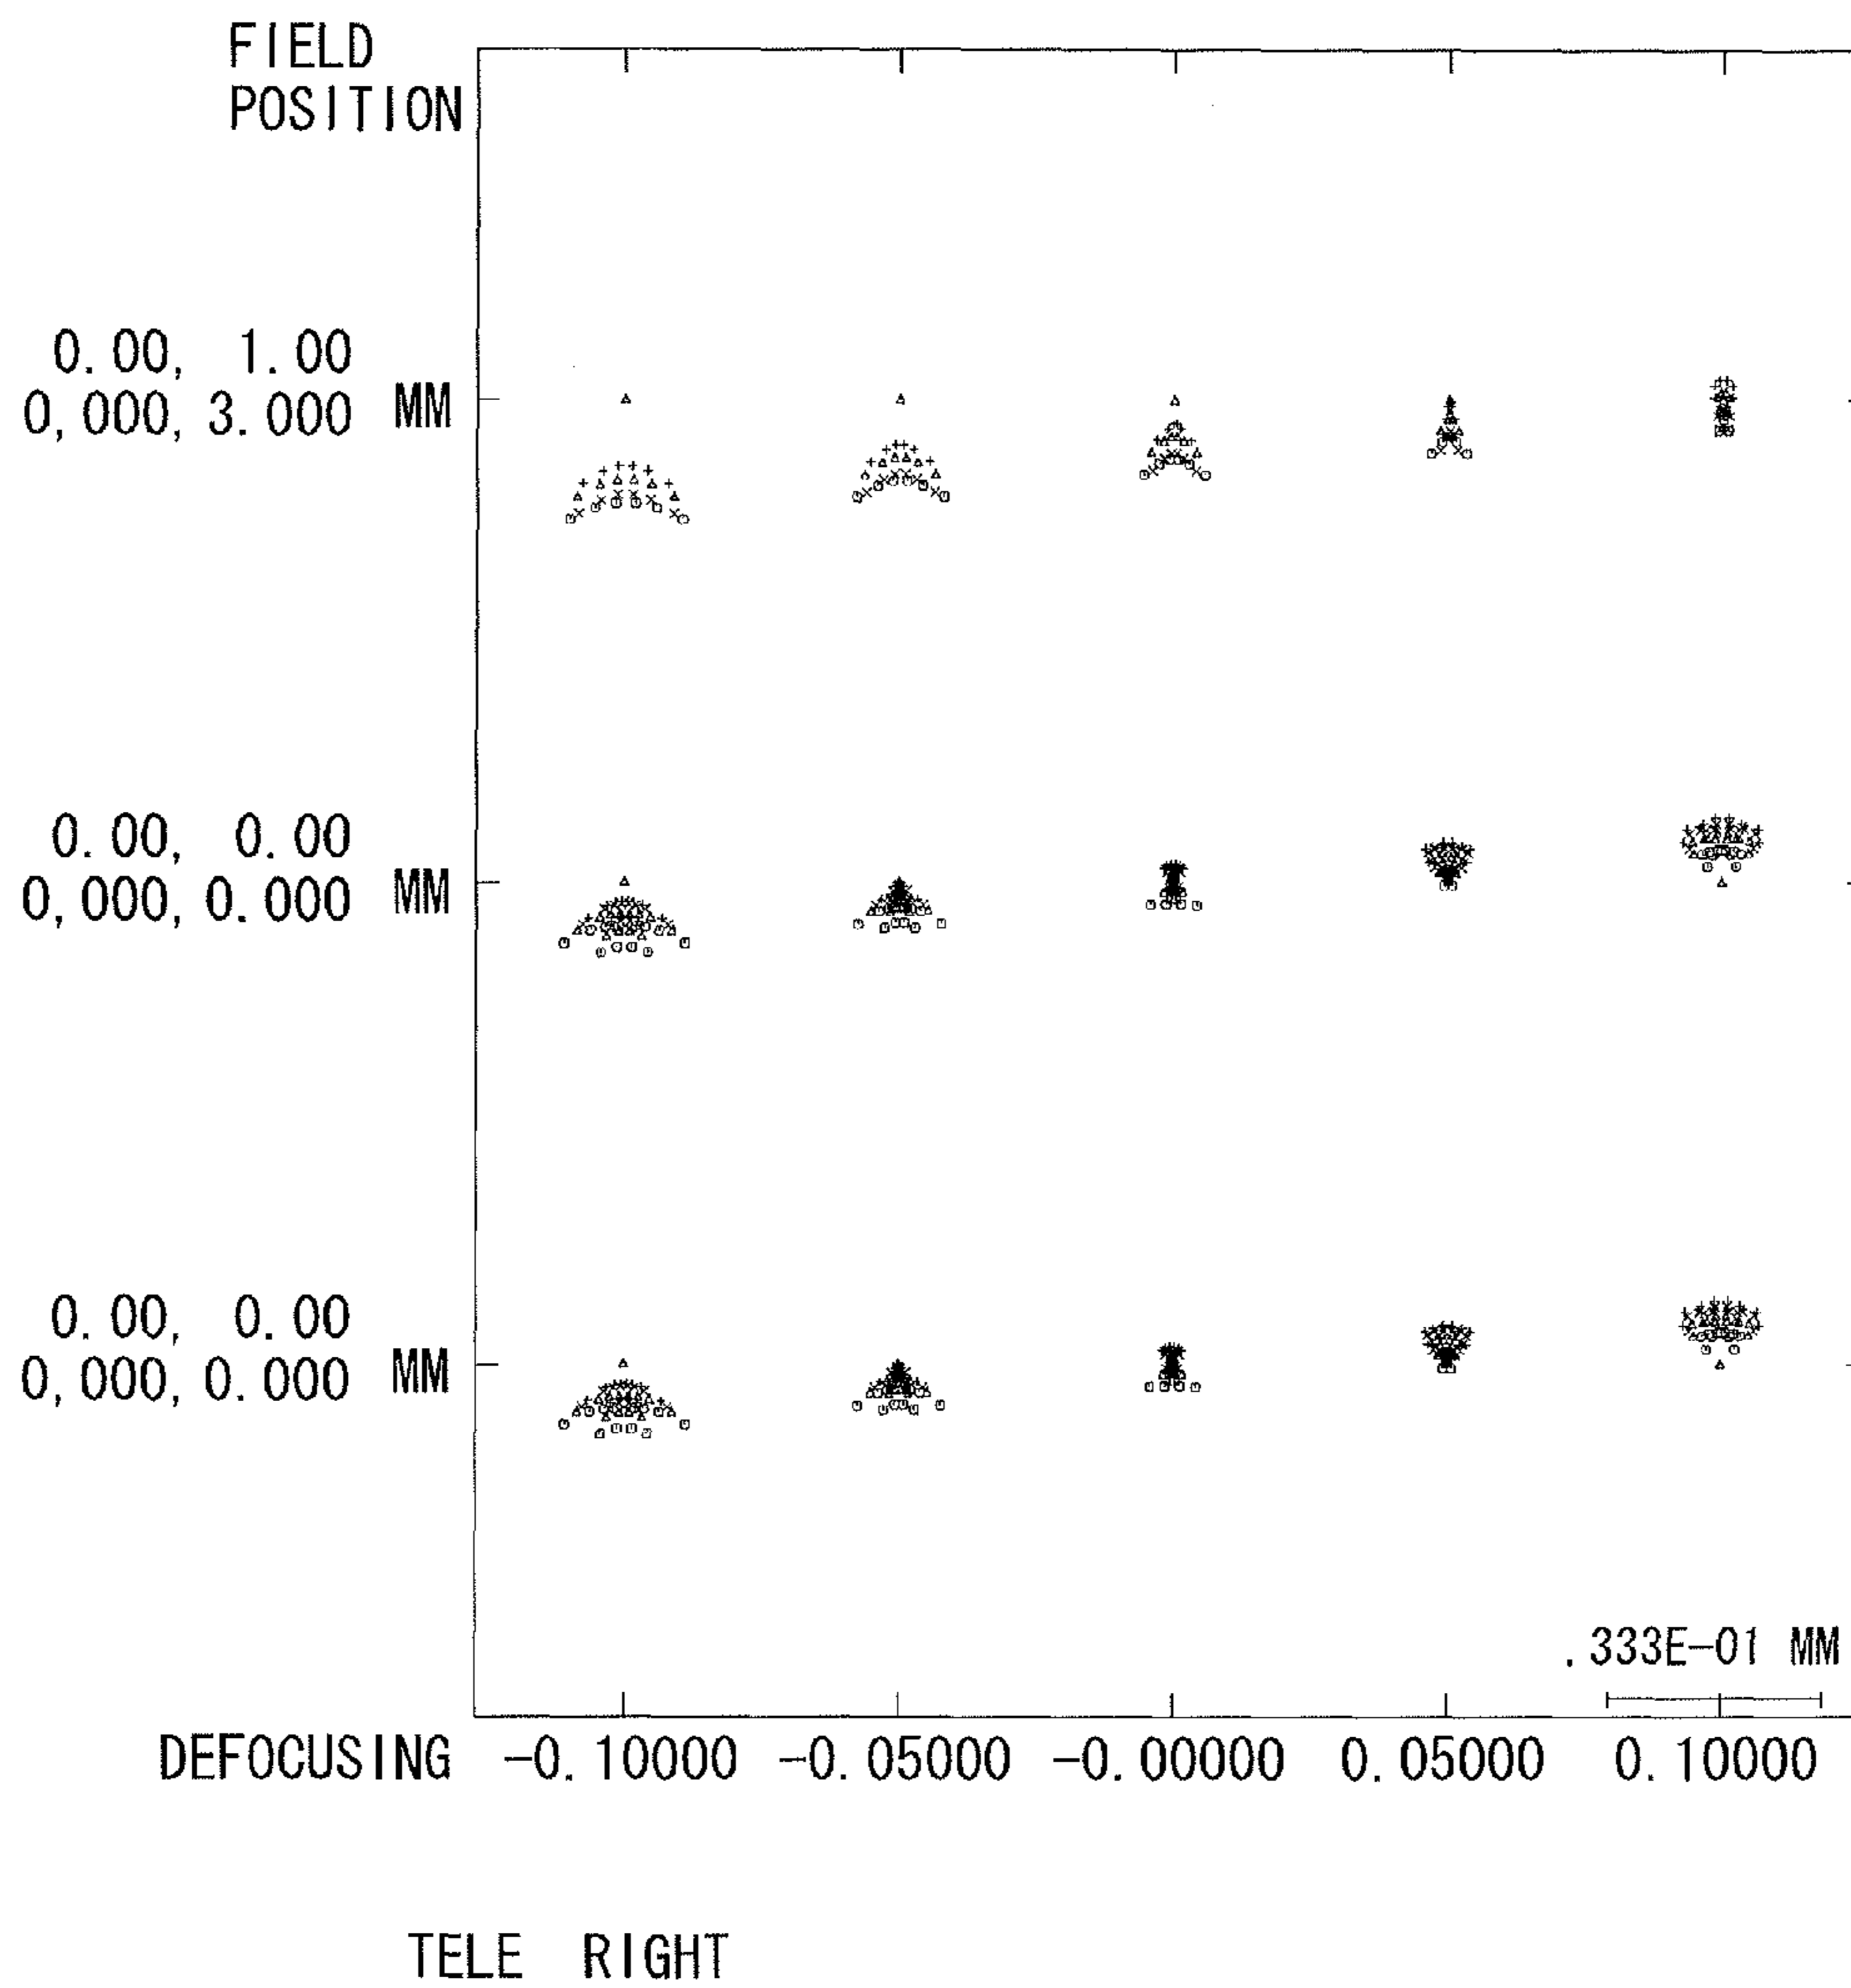 FIELD
POSITION
0.00, 1.00
0,000,3.000 MM
0.00, 0.00
0,000,0.000 MM
0.00, 0.00
0,000,0.000 MM
.333E-01 MM
DEFOCUSING -0.10000 -0.05000 -0.00000 0.05000 0.10000
TELE RIGHT